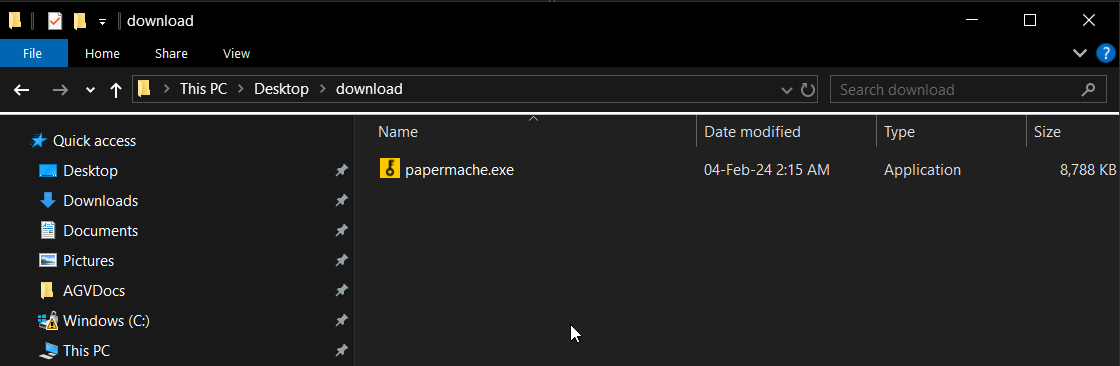 download
File Home Share View ?
This PC Desktop download Search download
Quick access
Desktop
Downloads
Documents
Pictures
AGVDocs
Windows (C:)
This PC
Name Date modified Type Size
papermache.exe 04-Feb-24 2:15 AM Application 8,788 KB